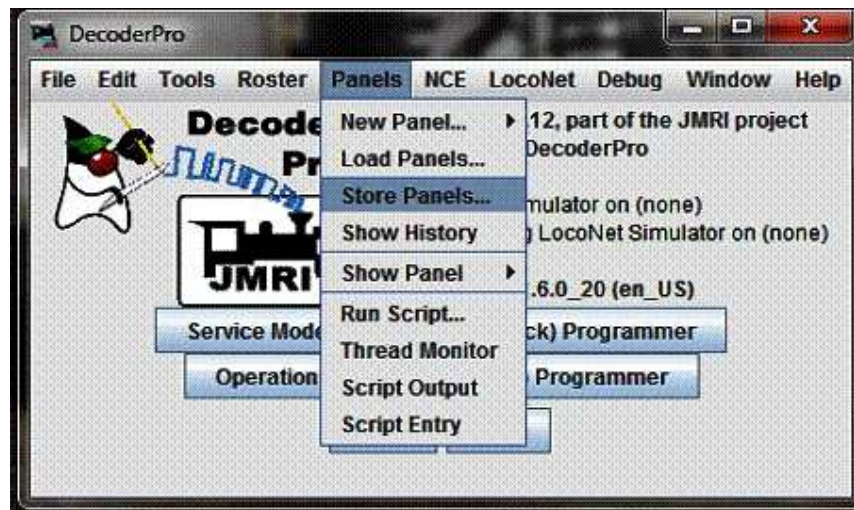 DecoderPro
File Edit Tools Roster Panels NCE LocoNet Debug Window Help
New Panel...
Load Panels...
Store Panels...
Show History
Show Panel
Run Script...
Thread Monitor
Script Output
Script Entry
Decode
Pr
12, part of the JMRI project
DecoderPro
mulator on (none)
LocoNet Simulator on (none)
.6.0_20 (en_US)
JMRI
Service Mode
ck) Programmer
Operation
Programmer